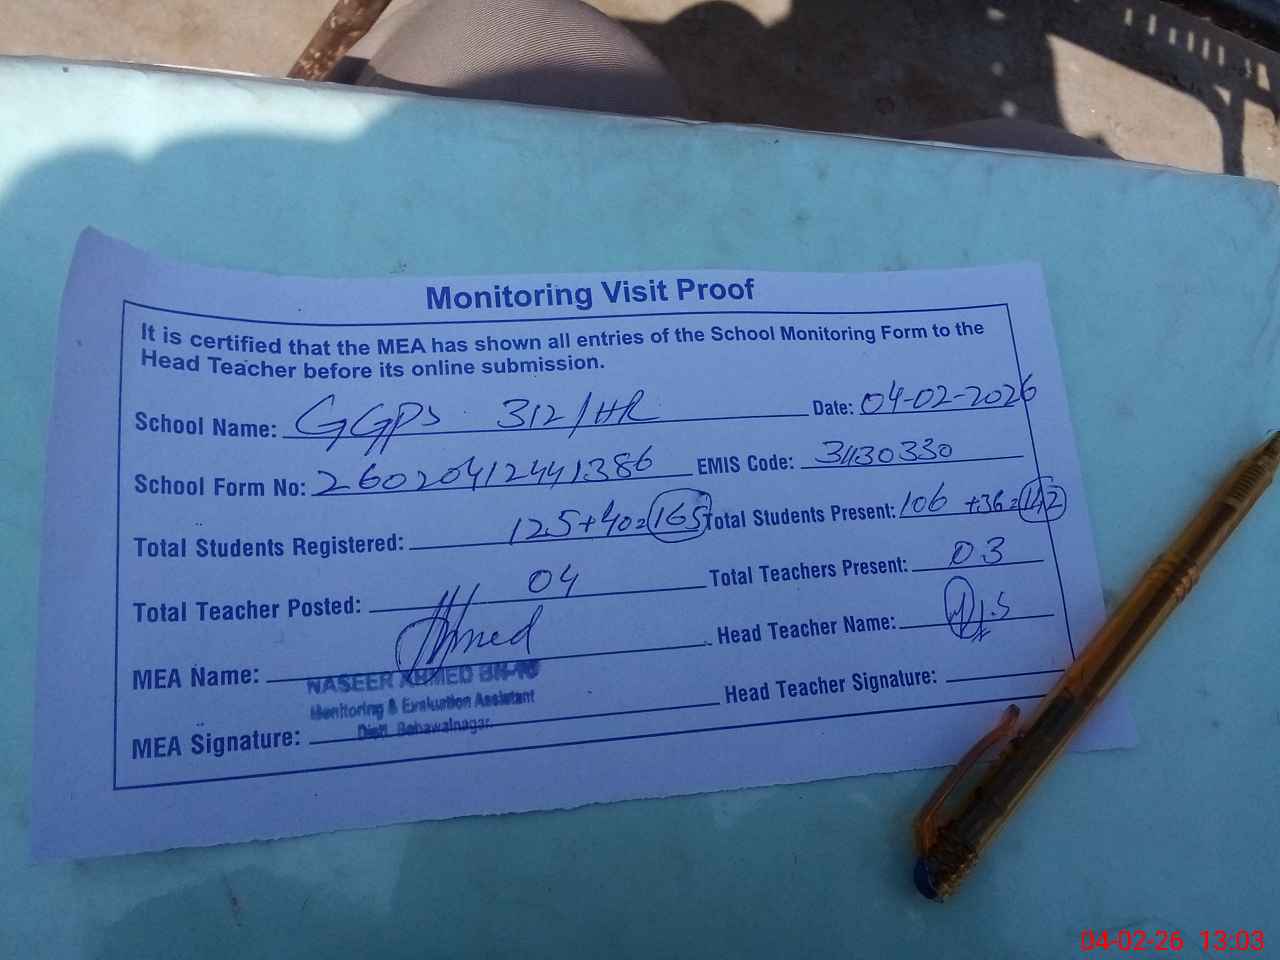 Monitoring Visit Proof
It is certified that the MEA has shown all entries of the School Monitoring Form to the
Head Teacher before its online submission.
School Name: GGPS 312/HR Date: 04-02-2026
School Form No: 26020412441386 EMIS Code: 31130330
Total Students Registered: 125+40=165 Total Students Present: 106 +36=142
Total Teacher Posted: 04 Total Teachers Present: 03
MEA Name: Ahmed Head Teacher Name:
NASEER AHMED
Monitoring & Evaluation Assistant
Distt. Bahawalnagar.
MEA Signature: Head Teacher Signature:
04-02-26 13:03